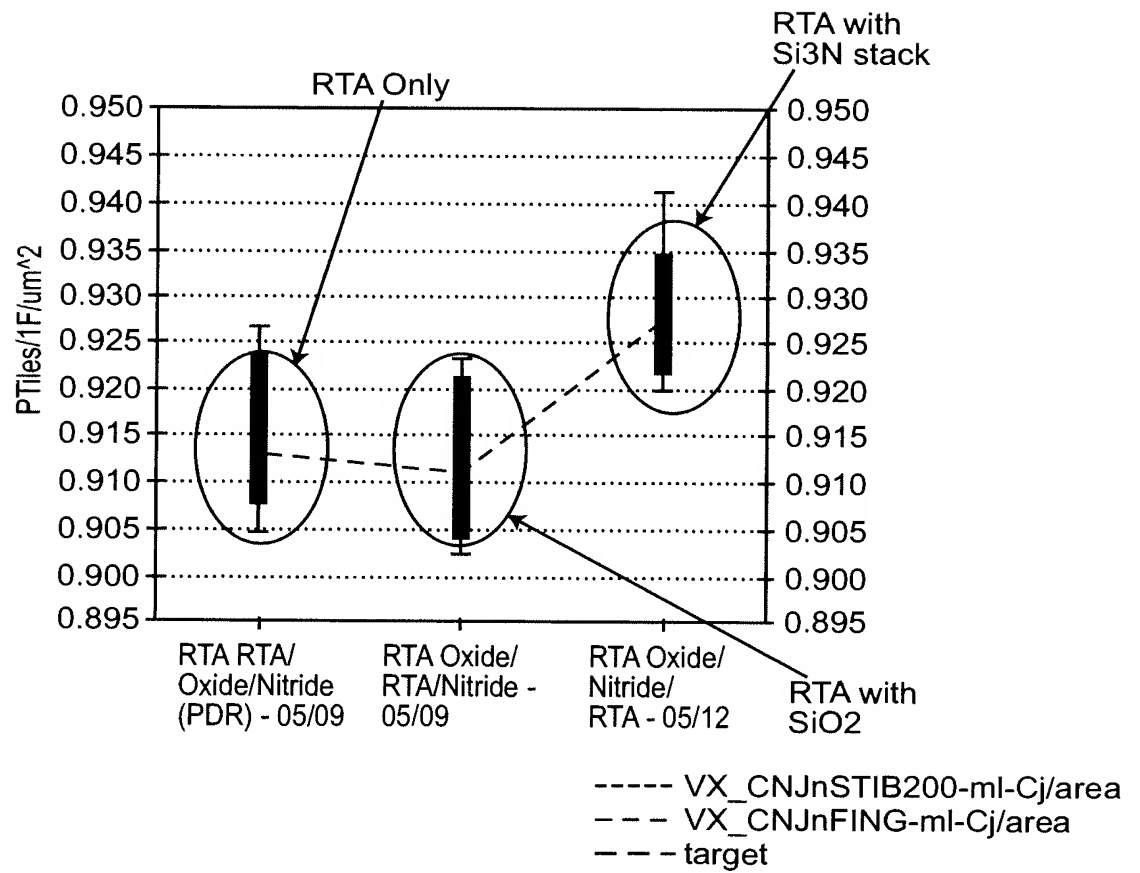 RTA with
Si3N stack
RTA Only
0.950
0.945
0.940
0.935
0.930
0.925
0.920
0.915
0.910
0.905
0.900
0.895
PTiles/1F/um^2
0.950
0.945
0.940
0.935
0.930
0.925
0.920
0.915
0.910
0.905
0.900
0.895
RTA RTA/
Oxide/Nitride
(PDR) - 05/09
RTA Oxide/
RTA/Nitride -
05/09
RTA Oxide/
Nitride/
RTA - 05/12
RTA with
SiO2
VX_CNJnSTIB200-ml-Cj/area
VX_CNJnFING-ml-Cj/area
target